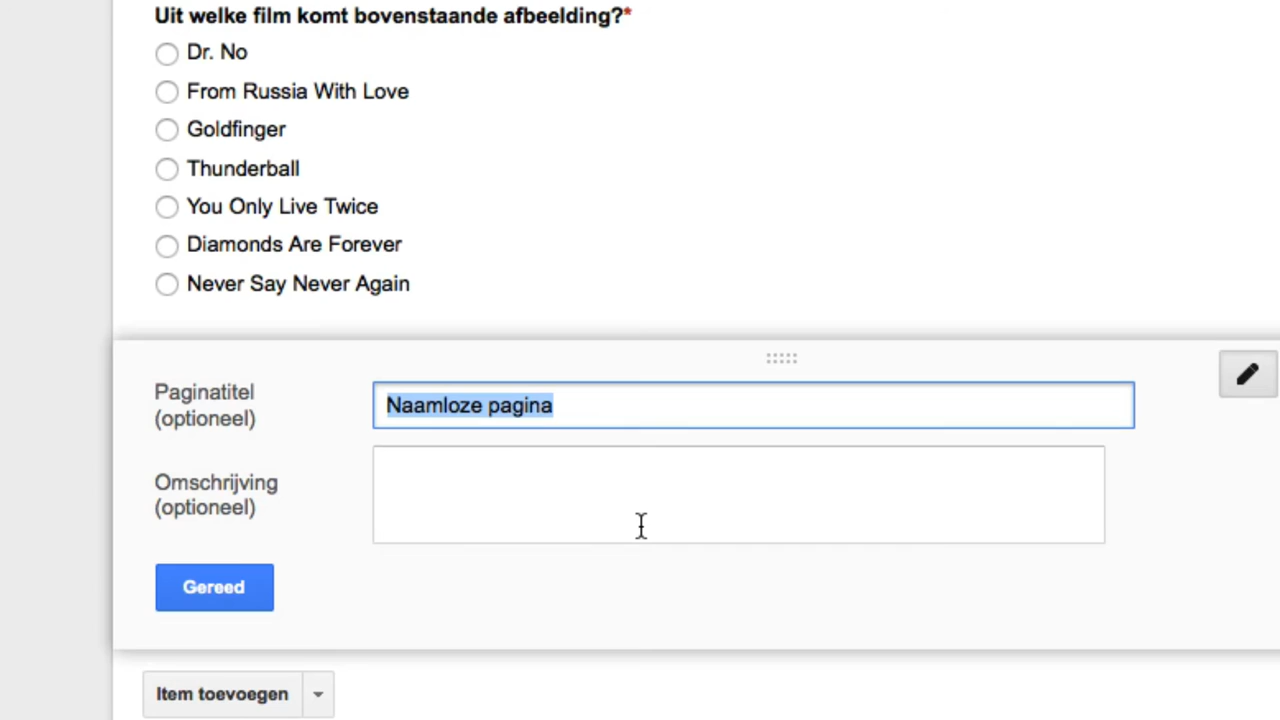 Uit welke film komt bovenstaande afbeelding?*
Dr. No
From Russia With Love
Goldfinger
Thunderball
You Only Live Twice
Diamonds Are Forever
Never Say Never Again
Paginatitel
(optioneel)
Naamloze pagina
Omschrijving
(optioneel)
Gereed
Item toevoegen